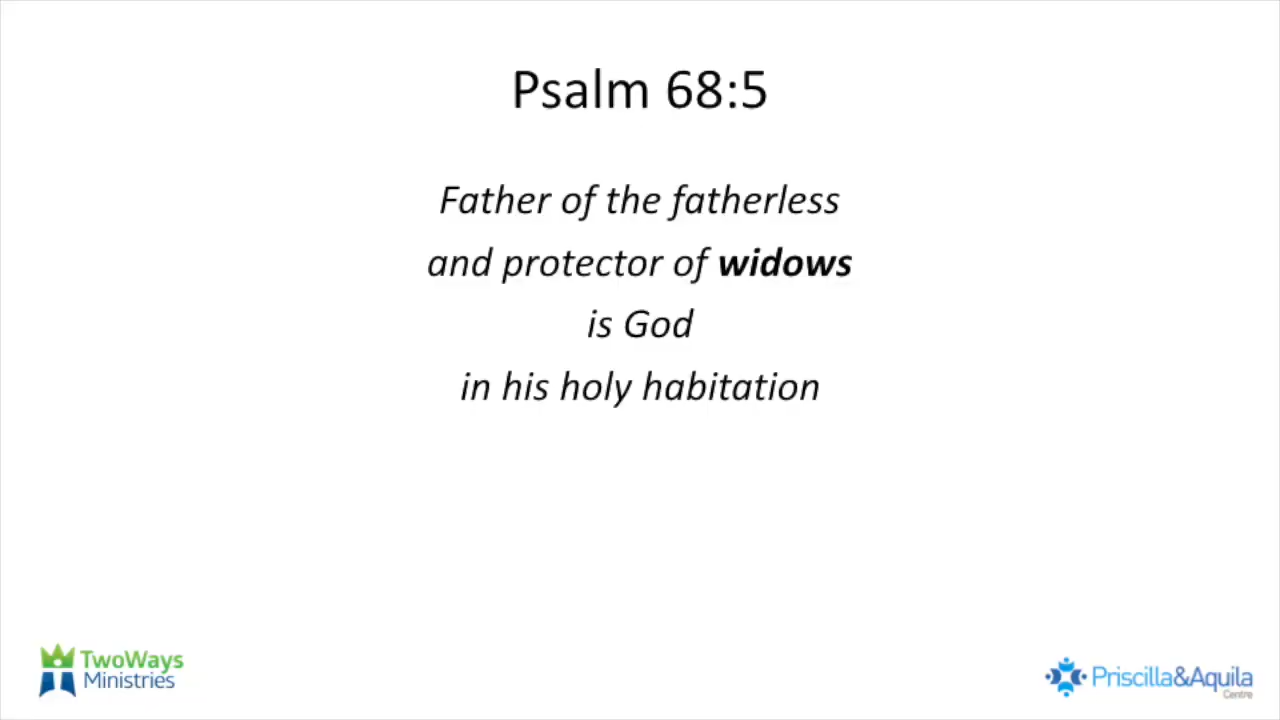 Psalm 68:5
Father of the fatherless
and protector of widows
is God
in his holy habitation
TwoWays
Ministries
Priscilla&Aquila
Centre